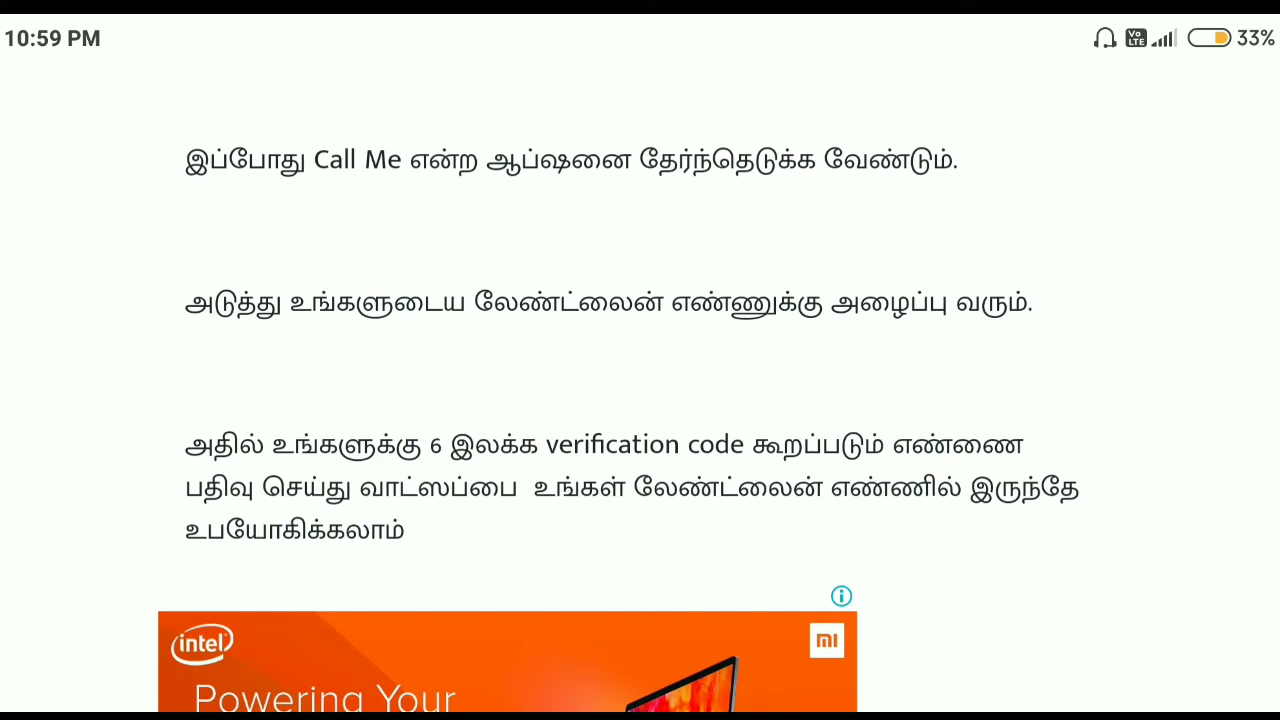 10:59 PM
Vo LTE
33%
இப்போது Call Me என்ற ஆப்ஷனை தேர்ந்தெடுக்க வேண்டும்.
அடுத்து உங்களுடைய லேண்ட்லைன் எண்ணுக்கு அழைப்பு வரும்.
அதில் உங்களுக்கு 6 இலக்க verification code கூறப்படும் எண்ணை
பதிவு செய்து வாட்ஸப்பை உங்கள் லேண்ட்லைன் எண்ணில் இருந்தே
உபயோகிக்கலாம்
intel
mi
Powering Your